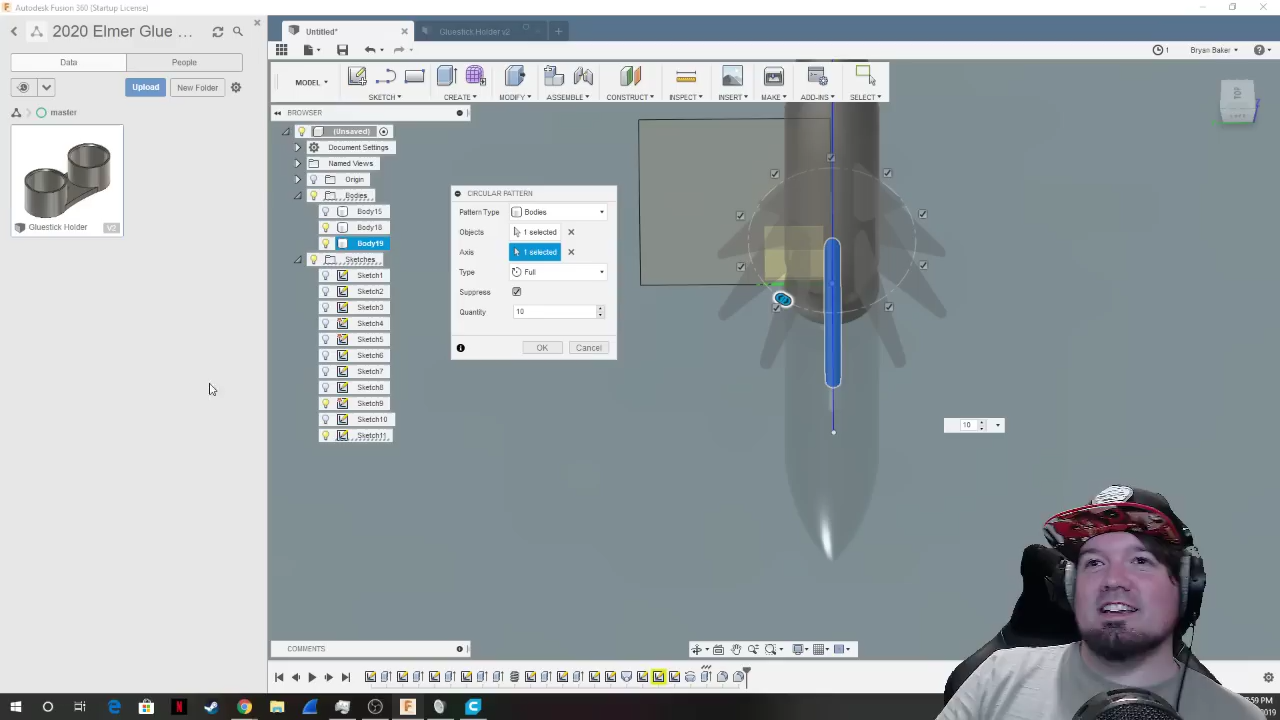 Autodesk Fusion 360 (Startup License)
2020 Elmer Glue ...
Data
People
Upload
New Folder
master
Gluestick Holder
V2
Untitled*
Gluestick Holder v2
1
Bryan Baker
MODEL
SKETCH
CREATE
MODIFY
ASSEMBLE
CONSTRUCT
INSPECT
INSERT
MAKE
ADD-INS
SELECT
TOP
BROWSER
(Unsaved)
Document Settings
Named Views
Origin
Bodies
Body15
Body18
Body19
Sketches
Sketch1
Sketch2
Sketch3
Sketch4
Sketch5
Sketch6
Sketch7
Sketch8
Sketch9
Sketch10
Sketch11
CIRCULAR PATTERN
Pattern Type
Bodies
Objects
1 selected
Axis
1 selected
Type
Full
Suppress
Quantity
10
OK
Cancel
10
COMMENTS